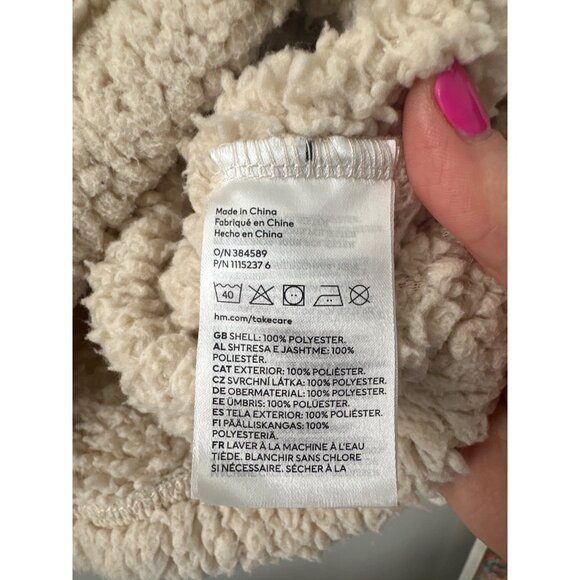 Made in China
Fabriqué en Chine
Hecho en China
O/N 384589
P/N 1115237 6
40
hm.com/takecare
GB SHELL: 100% POLYESTER.
AL SHTRESA E JASHTME: 100%
POLIESTËR.
CAT EXTERIOR: 100% POLIÈSTER.
CZ SVRCHNÍ LÁTKA: 100% POLYESTER.
DE OBERMATERIAL: 100% POLYESTER.
EE ÜMBRIS: 100% POLÜESTER.
ES TELA EXTERIOR: 100% POLIÉSTER.
FI PÄÄLLISKANGAS: 100%
POLYESTERIÄ.
FR LAVER À LA MACHINE À L'EAU
TIÈDE. BLANCHIR SANS CHLORE
SI NÉCESSAIRE. SÉCHER À LA